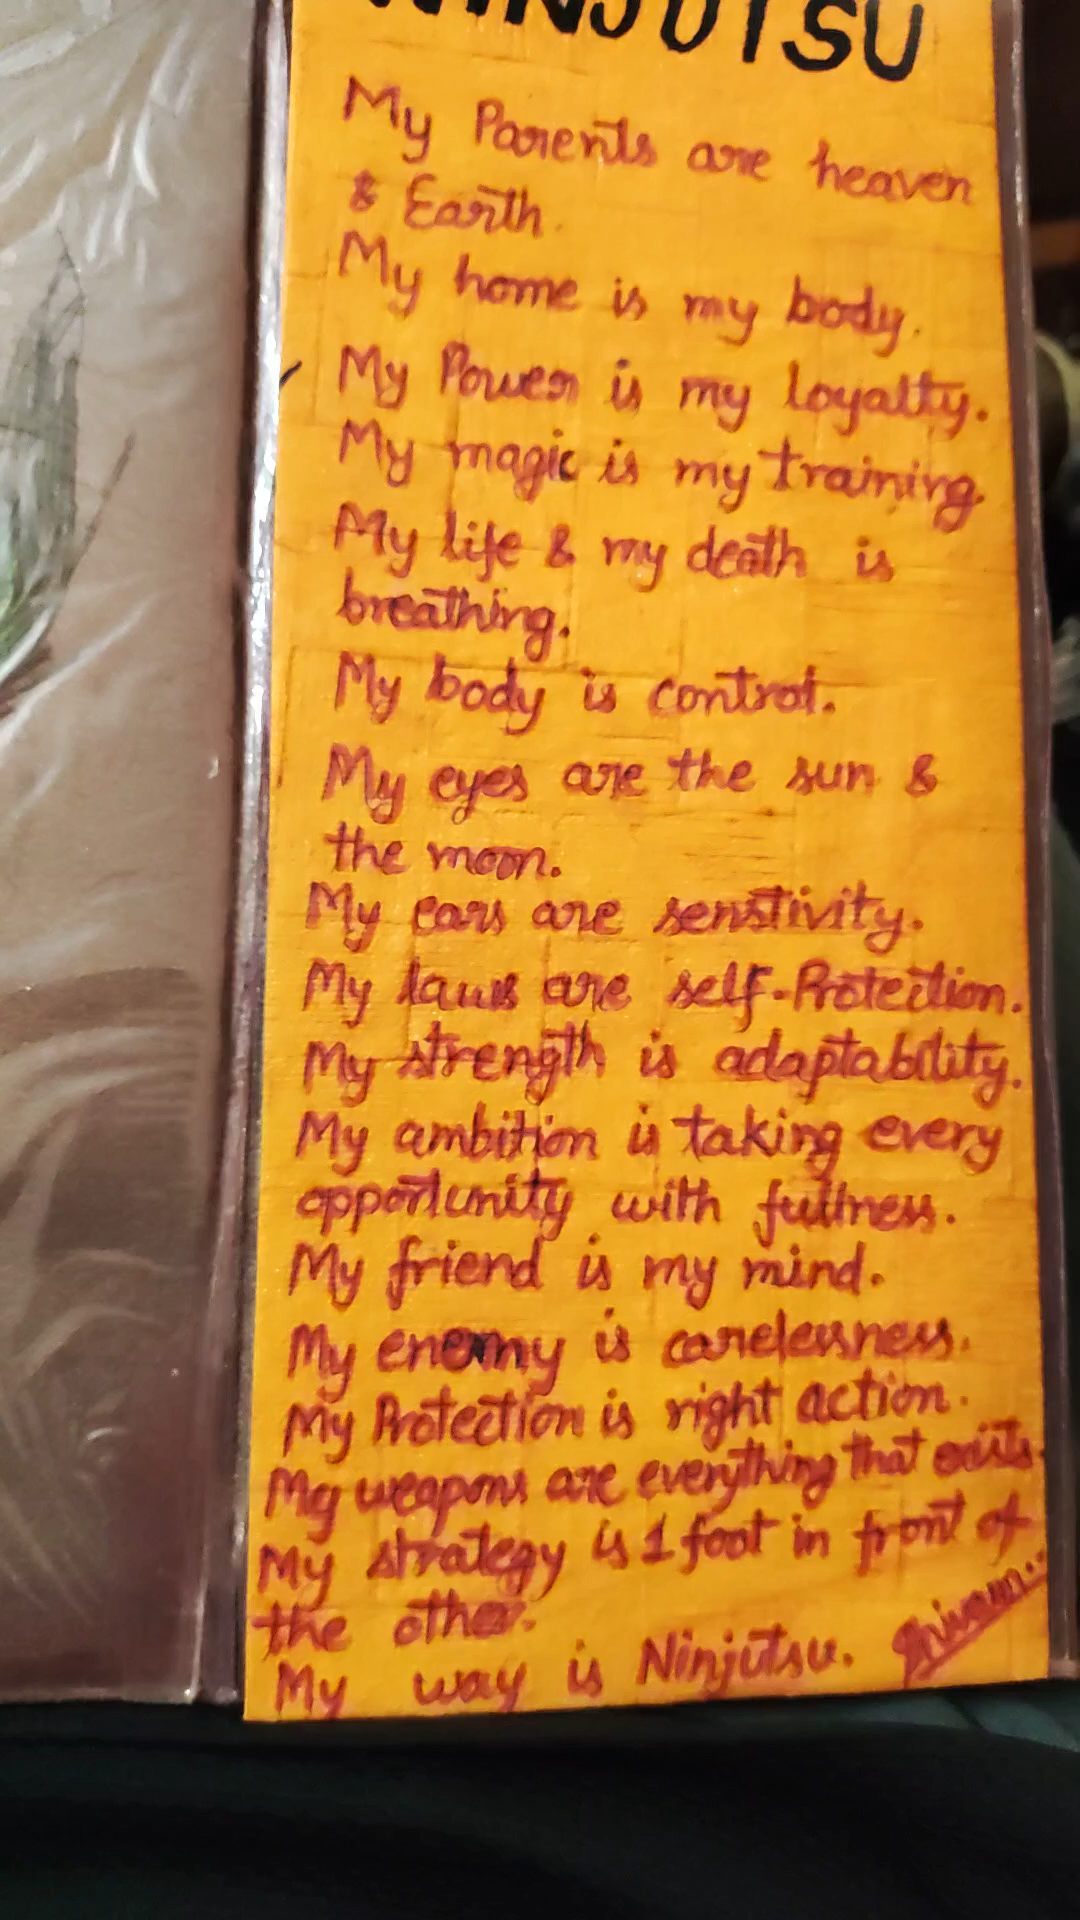 NINJUTSU
My Parents are heaven
& Earth.
My home is my body.
My Power is my loyalty.
My magic is my training.
My life & my death is
breathing.
My body is control.
My eyes are the sun &
the moon.
My ears are senstivity.
My laws are self-Protection.
My strength is adaptability.
My ambition is taking every
opportunity with fullness.
My friend is my mind.
My enemy is carelessness.
My Protection is right action.
My weapons are everything that exists.
My strategy is 1 foot in front of
the other.
My way is Ninjutsu.
Shivam..